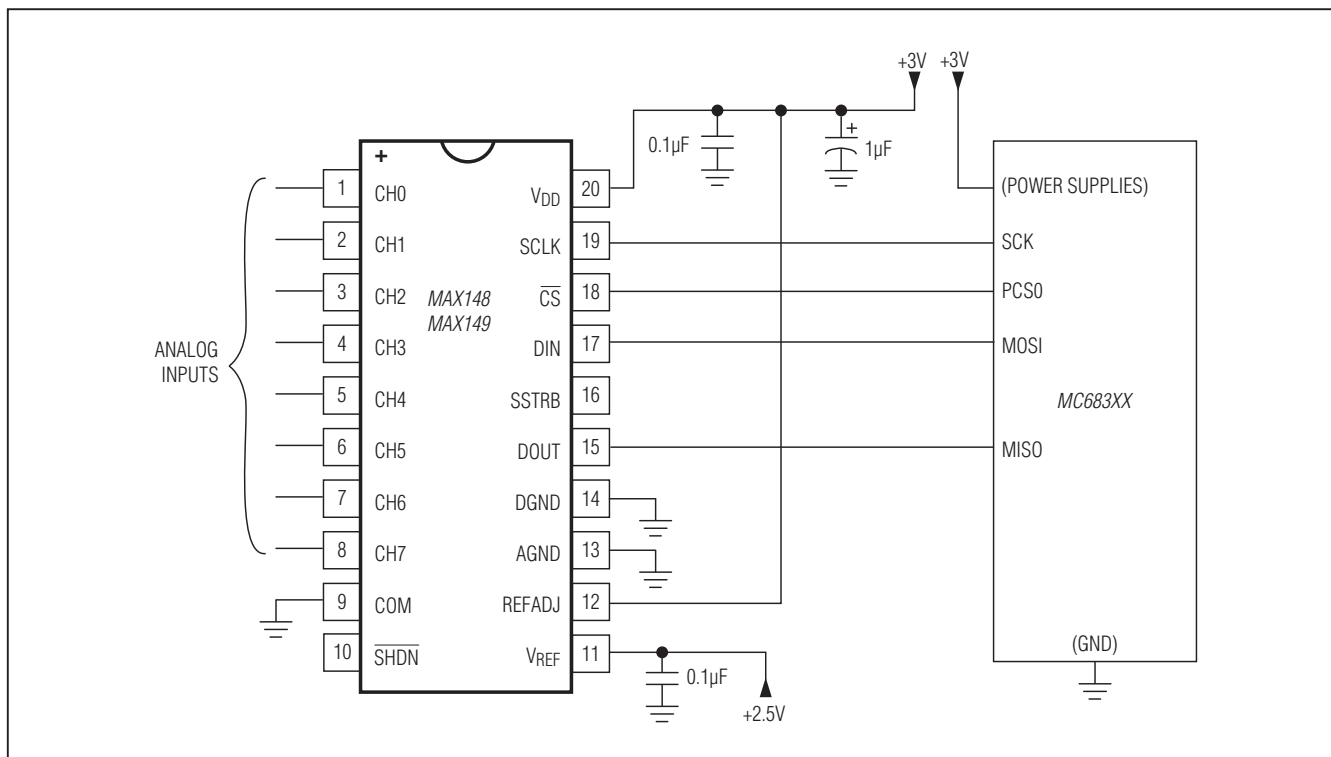 +3V
+3V
0.1µF
+
1µF
+
1
CH0
VDD
20
(POWER SUPPLIES)
2
CH1
SCLK
19
SCK
3
CH2
MAX148
MAX149
CS
18
PCS0
4
CH3
DIN
17
MOSI
ANALOG
INPUTS
5
CH4
SSTRB
16
MC683XX
6
CH5
DOUT
15
MISO
7
CH6
DGND
14
8
CH7
AGND
13
9
COM
REFADJ
12
10
SHDN
VREF
11
0.1µF
+2.5V
(GND)